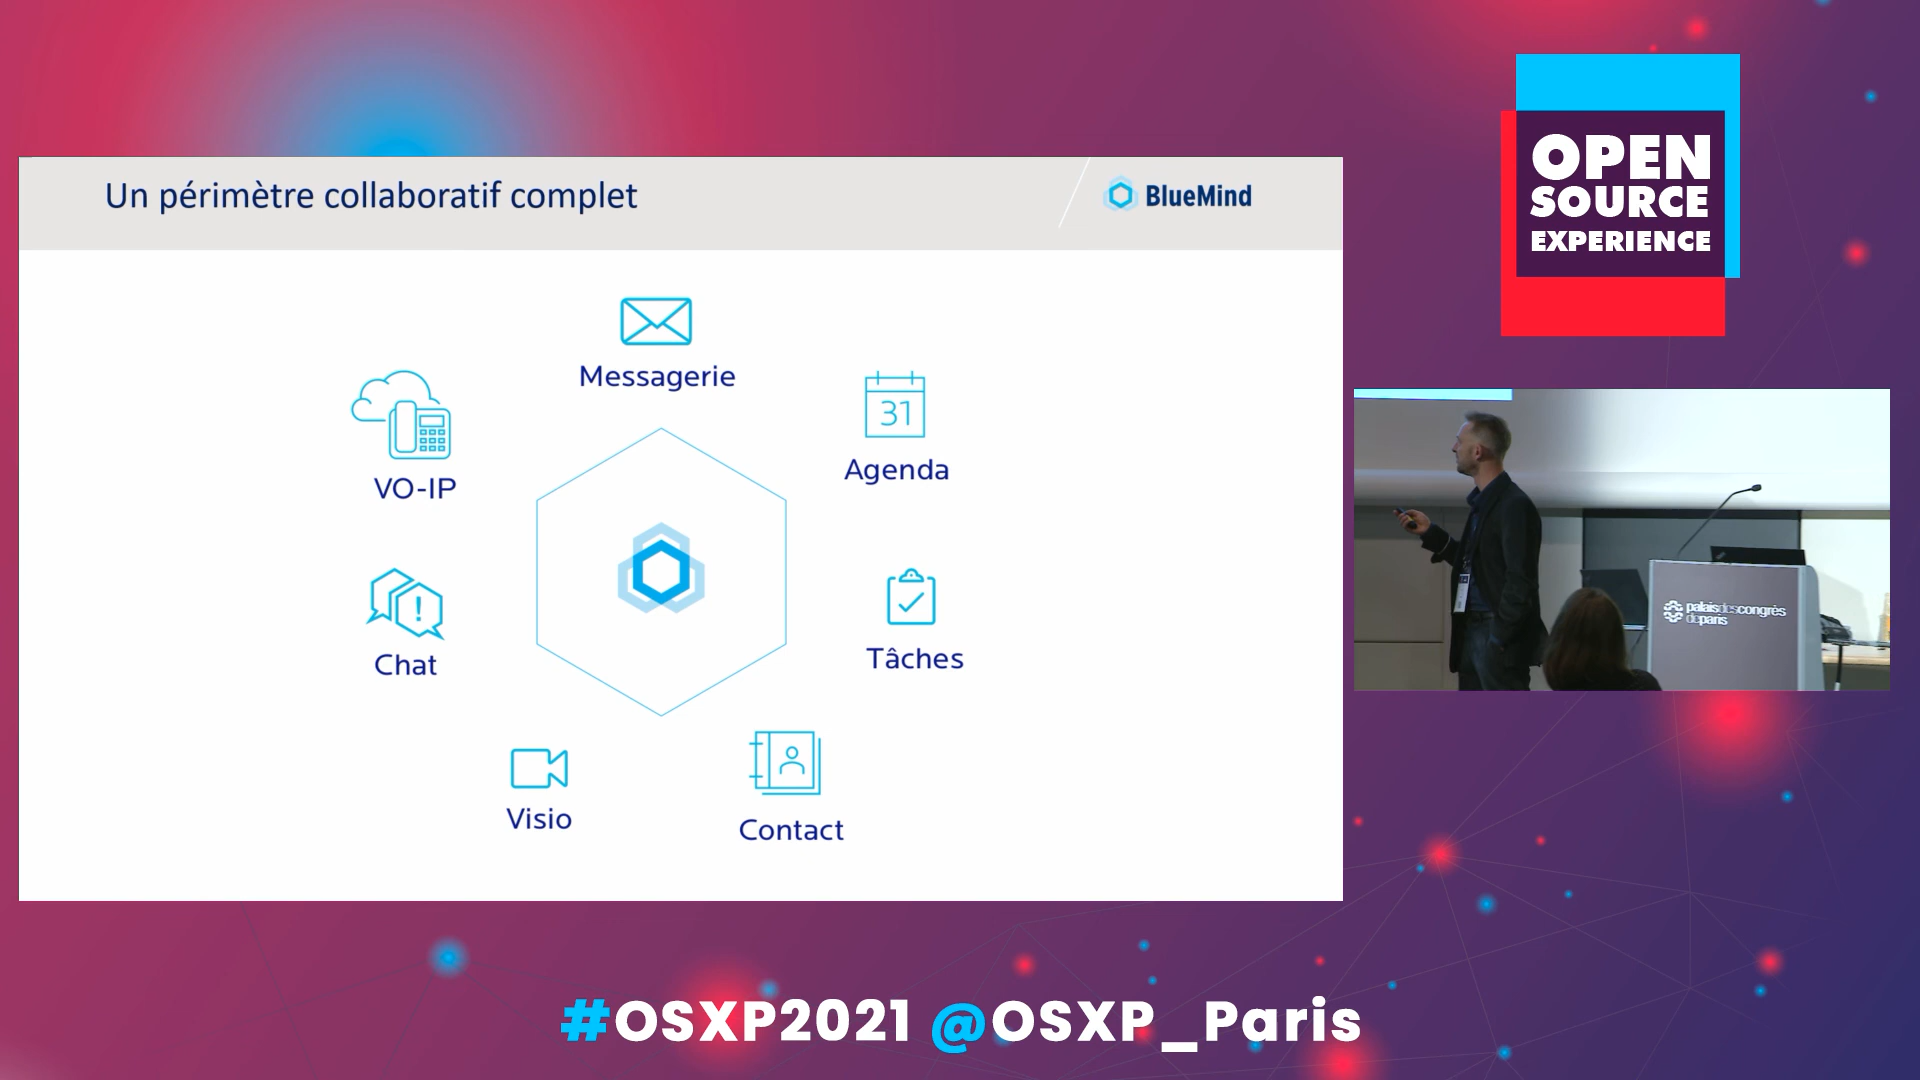 Un périmètre collaboratif complet
BlueMind
Messagerie
31
Agenda
VO-IP
Chat
Tâches
Visio
Contact
OPEN
SOURCE
EXPERIENCE
palaisdescongrès
deparis
#OSXP2021 @OSXP_Paris